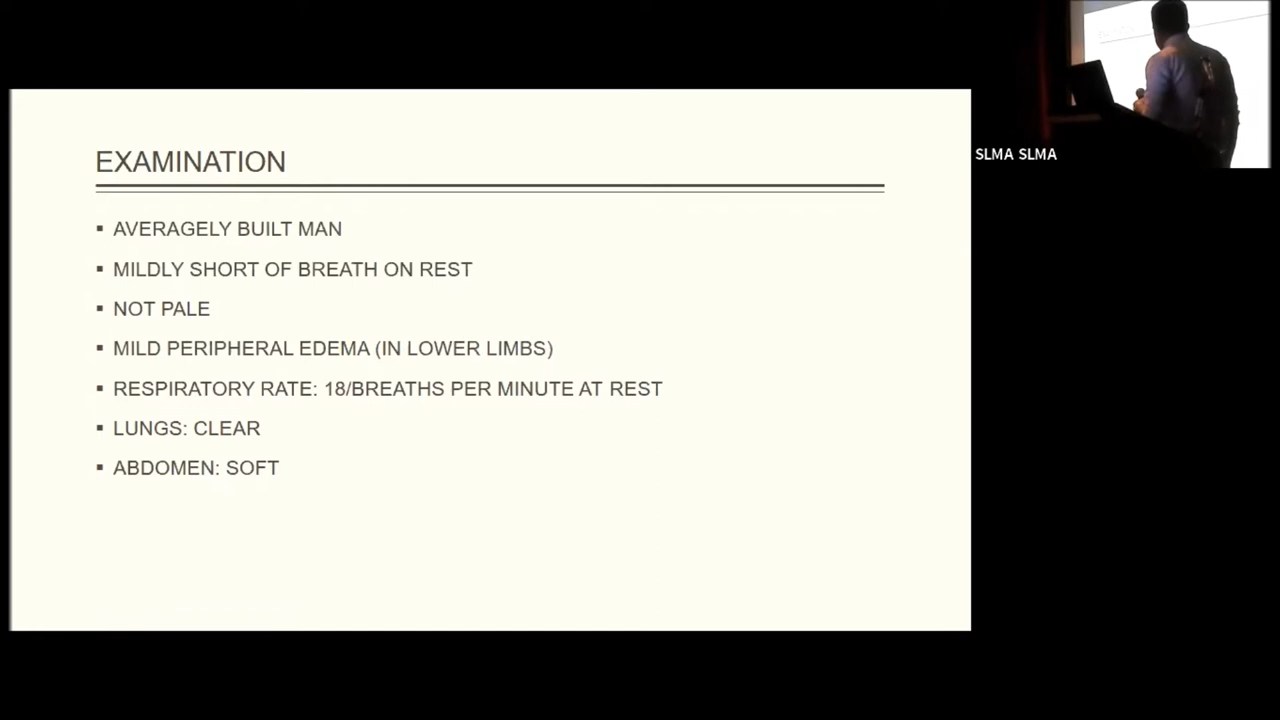 EXAMINATION
▪ AVERAGELY BUILT MAN
▪ MILDLY SHORT OF BREATH ON REST
▪ NOT PALE
▪ MILD PERIPHERAL EDEMA (IN LOWER LIMBS)
▪ RESPIRATORY RATE: 18/BREATHS PER MINUTE AT REST
▪ LUNGS: CLEAR
▪ ABDOMEN: SOFT
SLMA SLMA